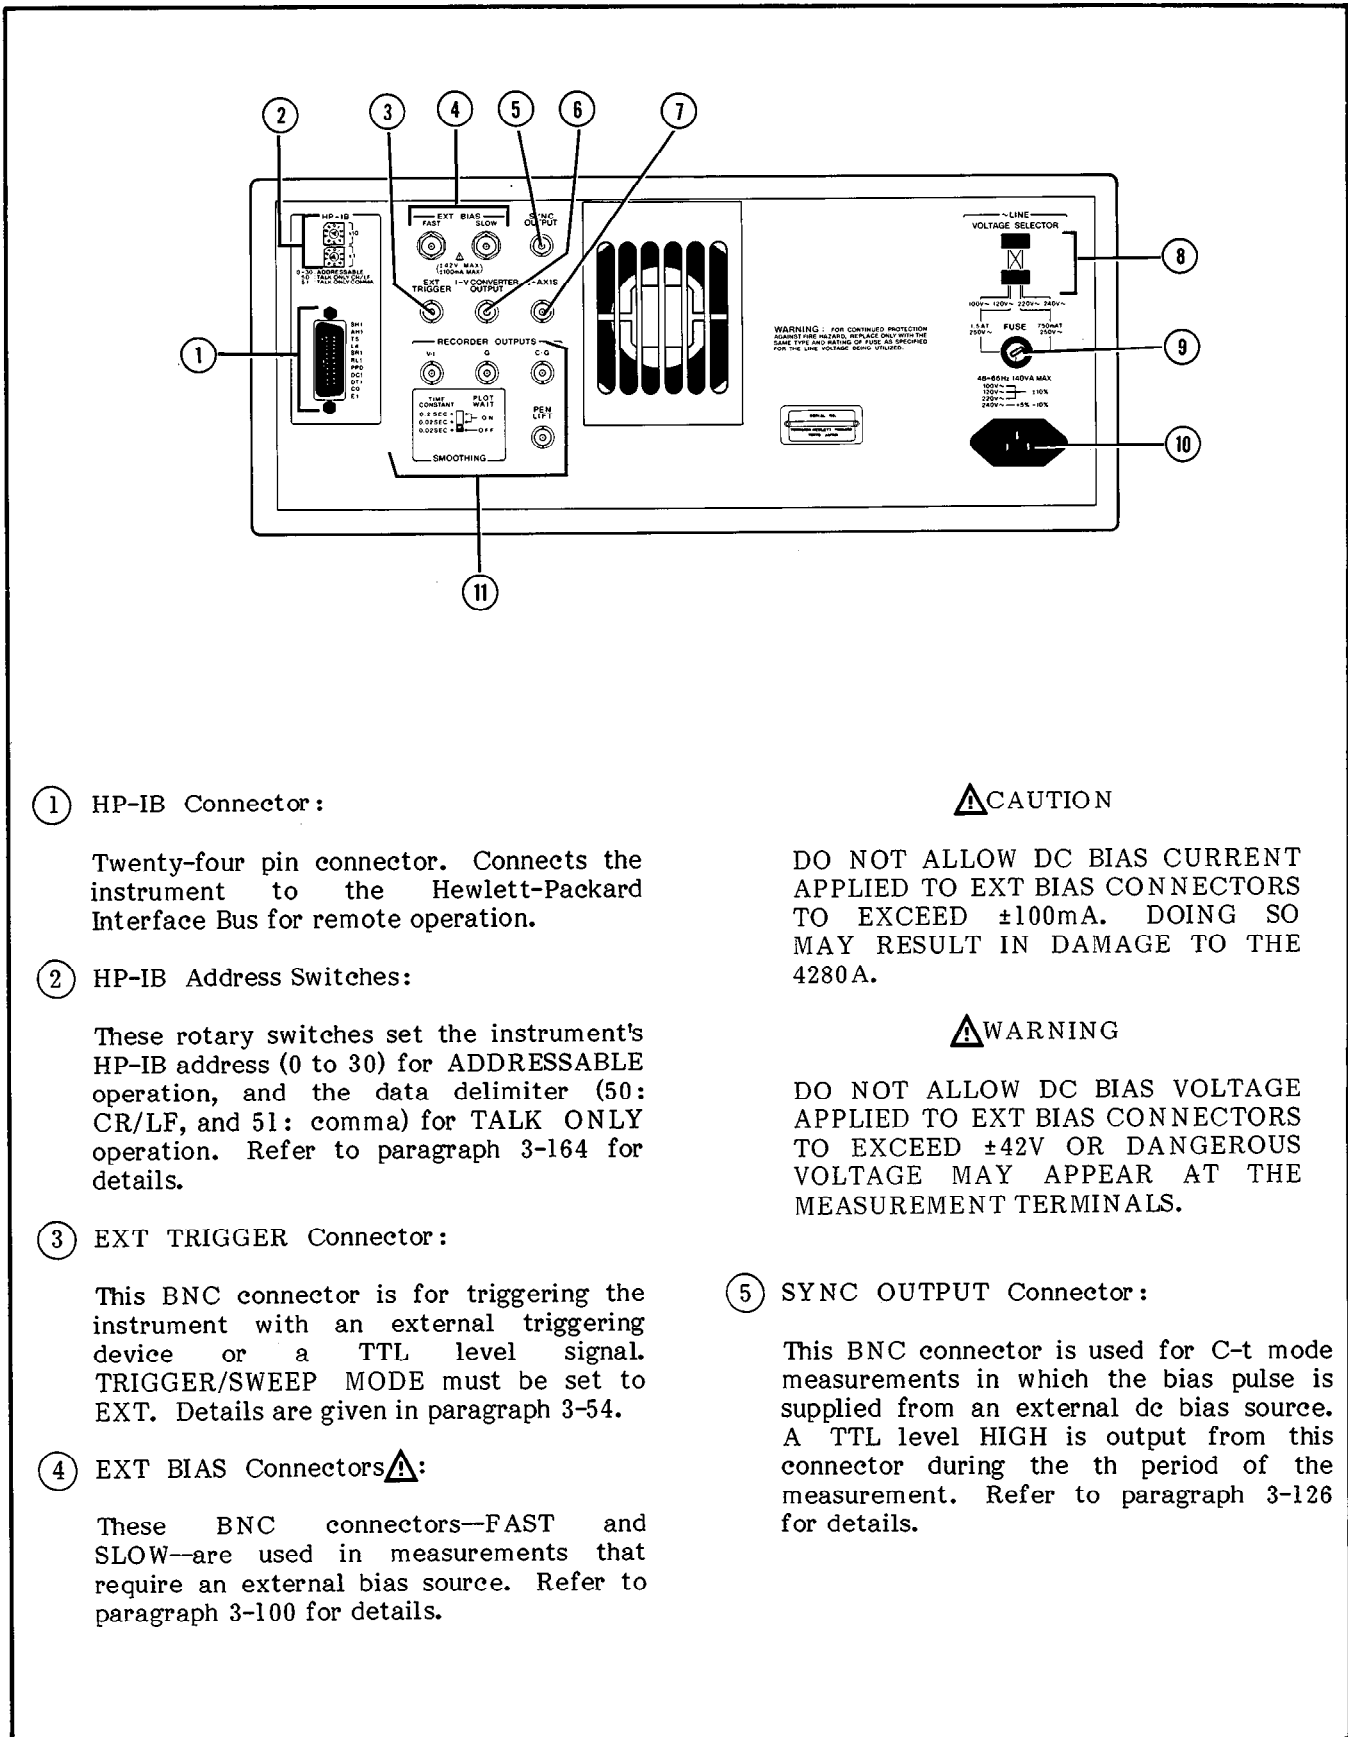 2
3
4
5
6
7
HP-IB
EXT BIAS
FAST
SLOW
SYNC
OUTPUT
0-30 ADDRESSABLE
50 TALK ONLY CR/LF
51 TALK ONLY COMMA
(±42V MAX)
(±100mA MAX)
EXT
TRIGGER
I-V CONVERTER
OUTPUT
-AXIS
RECORDER OUTPUTS
V-I
G
C-G
TIME
CONSTANT
PLOT
WAIT
0.2 SEC
0.02SEC
0.02SEC
ON
OFF
SMOOTHING
PEN
LIFT
SH1
AH1
T5
L4
SR1
RL1
PP0
DC1
DT1
C0
E1
1
WARNING : FOR CONTINUED PROTECTION
AGAINST FIRE HAZARD, REPLACE ONLY WITH THE
SAME TYPE AND RATING OF FUSE AS SPECIFIED
FOR THE LINE VOLTAGE BEING UTILIZED.
SERIAL NO.
~LINE
VOLTAGE SELECTOR
100V~ 120V~ 220V~ 240V~
1.5AT
250V~
FUSE
750mAT
250V~
48-66Hz 140VA MAX
100V~
120V~
220V~
±10%
240V~ +5% -10%
8
9
10
11
1 HP-IB Connector:
Twenty-four pin connector. Connects the
instrument to the Hewlett-Packard
Interface Bus for remote operation.
2 HP-IB Address Switches:
These rotary switches set the instrument's
HP-IB address (0 to 30) for ADDRESSABLE
operation, and the data delimiter (50:
CR/LF, and 51: comma) for TALK ONLY
operation. Refer to paragraph 3-164 for
details.
3 EXT TRIGGER Connector:
This BNC connector is for triggering the
instrument with an external triggering
device or a TTL level signal.
TRIGGER/SWEEP MODE must be set to
EXT. Details are given in paragraph 3-54.
4 EXT BIAS Connectors⚠:
These BNC connectors—FAST and
SLOW—are used in measurements that
require an external bias source. Refer to
paragraph 3-100 for details.
⚠CAUTION
DO NOT ALLOW DC BIAS CURRENT
APPLIED TO EXT BIAS CONNECTORS
TO EXCEED ±100mA. DOING SO
MAY RESULT IN DAMAGE TO THE
4280A.
⚠WARNING
DO NOT ALLOW DC BIAS VOLTAGE
APPLIED TO EXT BIAS CONNECTORS
TO EXCEED ±42V OR DANGEROUS
VOLTAGE MAY APPEAR AT THE
MEASUREMENT TERMINALS.
5 SYNC OUTPUT Connector:
This BNC connector is used for C-t mode
measurements in which the bias pulse is
supplied from an external dc bias source.
A TTL level HIGH is output from this
connector during the th period of the
measurement. Refer to paragraph 3-126
for details.